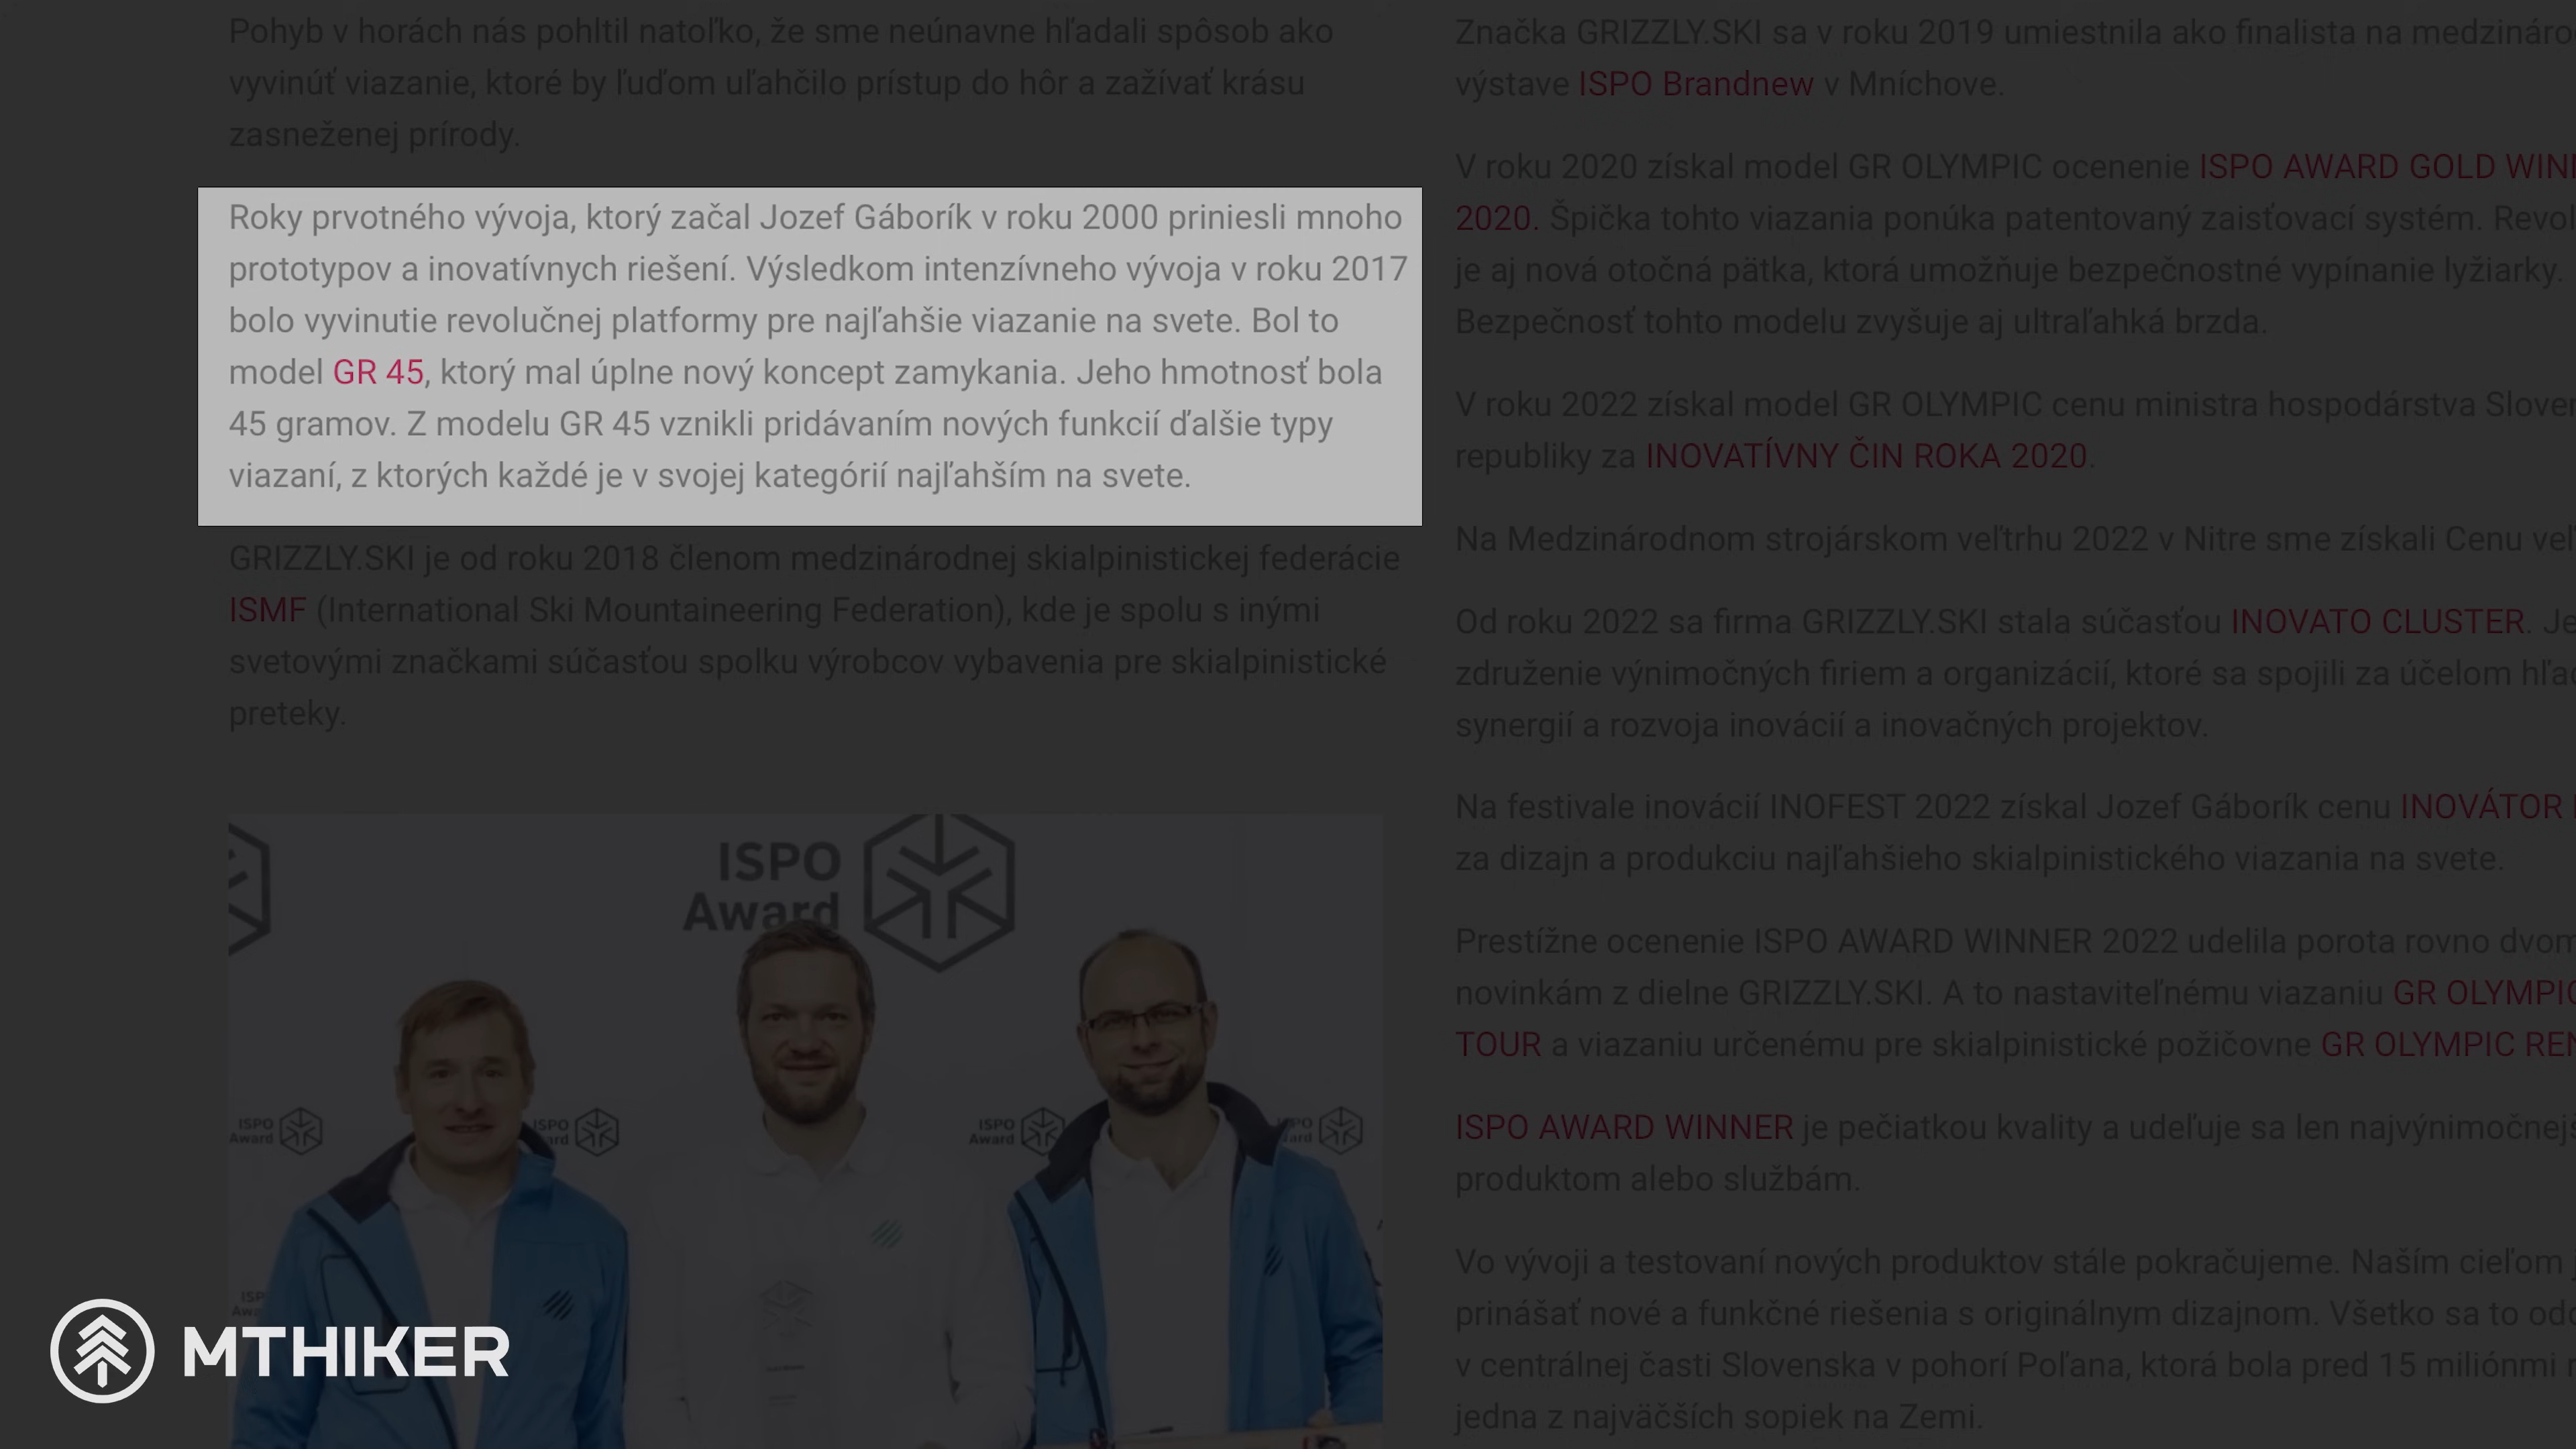 Pohyb v horách nás pohltil natoľko, že sme neúnavne hľadali spôsob ako
vyvinúť viazanie, ktoré by ľuďom uľahčilo prístup do hôr a zažívať krásu
zasneženej prírody.
Roky prvotného vývoja, ktorý začal Jozef Gáborík v roku 2000 priniesli mnoho
prototypov a inovatívnych riešení. Výsledkom intenzívneho vývoja v roku 2017
bolo vyvinutie revolučnej platformy pre najľahšie viazanie na svete. Bol to
model GR 45, ktorý mal úplne nový koncept zamykania. Jeho hmotnosť bola
45 gramov. Z modelu GR 45 vznikli pridávaním nových funkcií ďalšie typy
viazaní, z ktorých každé je v svojej kategórií najľahším na svete.
GRIZZLY.SKI je od roku 2018 členom medzinárodnej skialpinistickej federácie
ISMF (International Ski Mountaineering Federation), kde je spolu s inými
svetovými značkami súčasťou spolku výrobcov vybavenia pre skialpinistické
preteky.
ISPO
Award
ISPO
Award
ISPO
ISPO
Award
MTHIKER
Značka GRIZZLY.SKI sa v roku 2019 umiestnila ako finalista na
výstave ISPO Brandnew v Mníchove.
V roku 2020 získal model GR OLYMPIC ocenenie ISPO AWARD GOLD
2020. Špička tohto viazania ponúka patentovaný zaisťovací systém.
je aj nová otočná pätka, ktorá umožňuje bezpečnostné vypínanie lyžiarky.
Bezpečnosť tohto modelu zvyšuje aj ultraľahká brzda.
V roku 2022 získal model GR OLYMPIC cenu ministra hospodárstva
republiky za INOVATÍVNY ČIN ROKA 2020.
Na Medzinárodnom strojárskom veľtrhu 2022 v Nitre sme získali Cenu
Od roku 2022 sa firma GRIZZLY.SKI stala súčasťou INOVATO CLUSTER.
združenie výnimočných firiem a organizácií, ktoré sa spojili za účelom
synergií a rozvoja inovácií a inovačných projektov.
Na festivale inovácií INOFEST 2022 získal Jozef Gáborík cenu INOVÁTOR
za dizajn a produkciu najľahšieho skialpinistického viazania na svete.
Prestížne ocenenie ISPO AWARD WINNER 2022 udelila porota rovno
novinkám z dielne GRIZZLY.SKI. A to nastaviteľnému viazaniu GR OLYMPIC
TOUR a viazaniu určenému pre skialpinistické požičovne GR OLYMPIC
ISPO AWARD WINNER je pečiatkou kvality a udeľuje sa len
produktom alebo službám.
Vo vývoji a testovaní nových produktov stále pokračujeme. Naším cieľom
prinášať nové a funkčné riešenia s originálnym dizajnom. Všetko sa to
v centrálnej časti Slovenska v pohorí Poľana, ktorá bola pred 15 miliónmi
jedna z najväčších sopiek na Zemi.